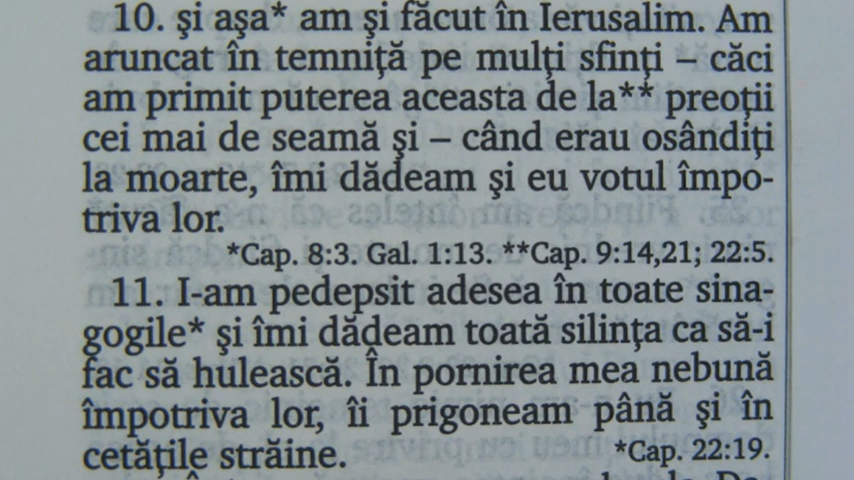 10. şi aşa* am şi făcut în Ierusalim. Am
aruncat în temniţă pe mulţi sfinţi – căci
am primit puterea aceasta de la** preoţii
cei mai de seamă şi – când erau osândiţi
la moarte, îmi dădeam şi eu votul împo-
triva lor.
*Cap. 8:3. Gal. 1:13. **Cap. 9:14,21; 22:5.
11. I-am pedepsit adesea în toate sina-
gogile* şi îmi dădeam toată silinţa ca să-i
fac să hulească. În pornirea mea nebună
împotriva lor, îi prigoneam până şi în
cetăţile străine.
*Cap. 22:19.